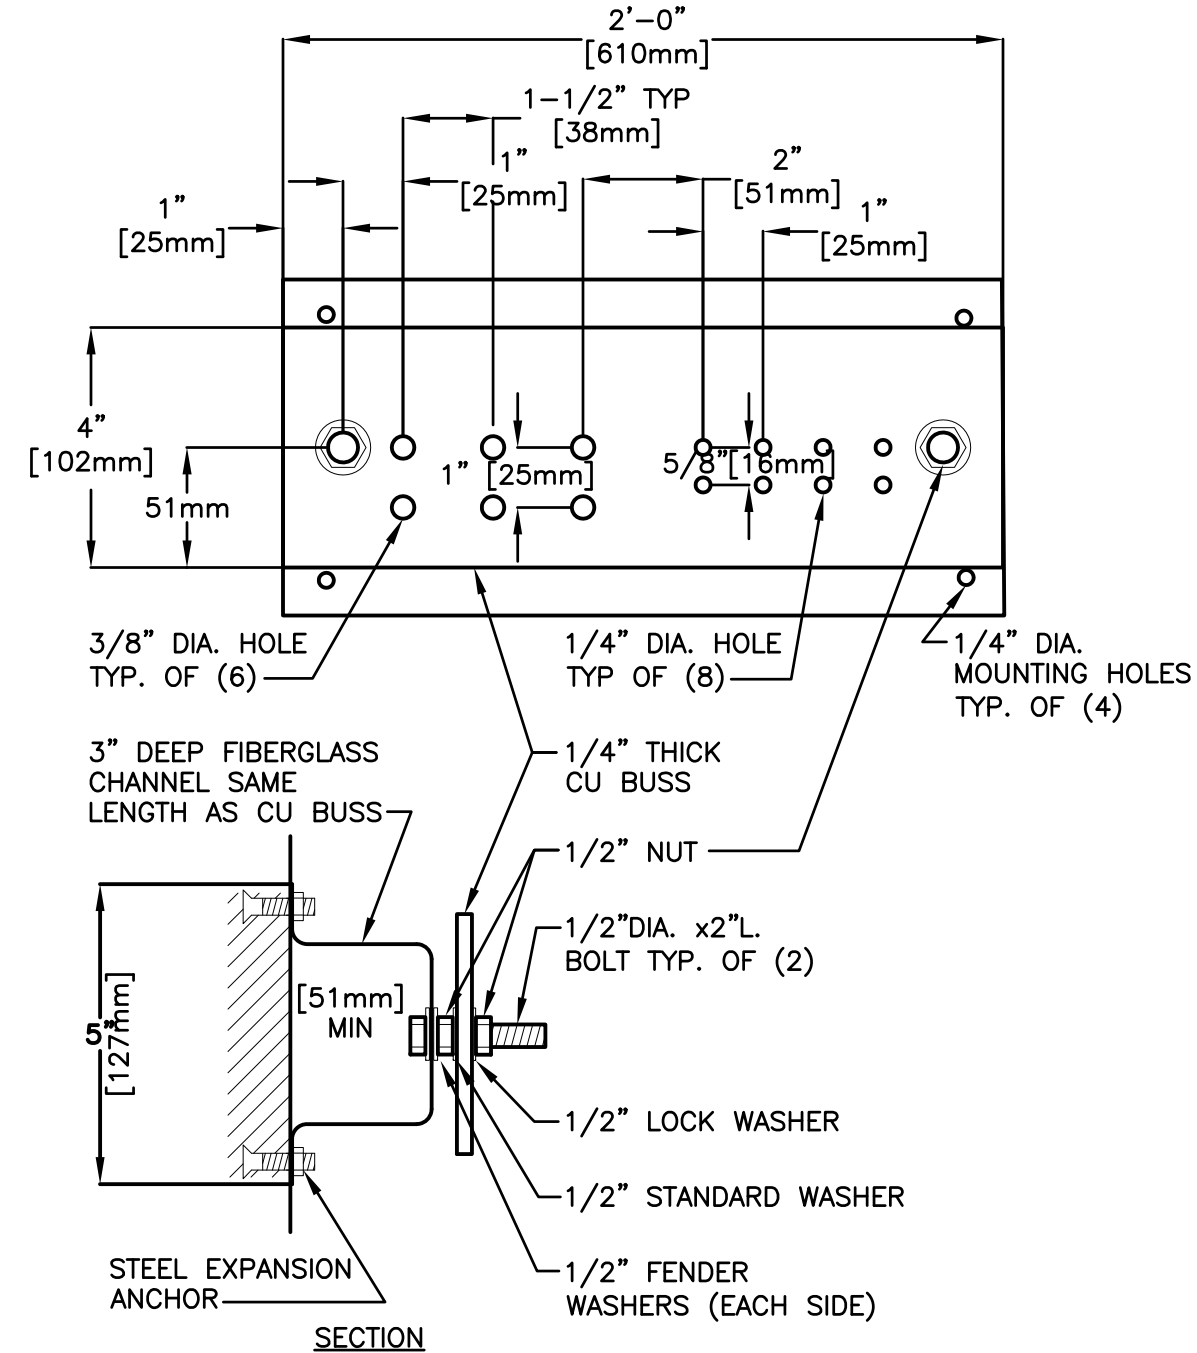 2'-0"
[610mm]
1-1/2" TYP
[38mm]
1"
[25mm]
2"
[51mm]
1"
[25mm]
1"
[25mm]
4"
[102mm]
51mm
1" [25mm]
5/8"[16mm]
3/8" DIA. HOLE
TYP. OF (6)
1/4" DIA. HOLE
TYP OF (8)
1/4" DIA.
MOUNTING HOLES
TYP. OF (4)
3" DEEP FIBERGLASS
CHANNEL SAME
LENGTH AS CU BUSS
1/4" THICK
CU BUSS
1/2" NUT
1/2"DIA. x2"L.
BOLT TYP. OF (2)
[51mm]
MIN
5"
[127mm]
1/2" LOCK WASHER
1/2" STANDARD WASHER
1/2" FENDER
WASHERS (EACH SIDE)
STEEL EXPANSION
ANCHOR
SECTION